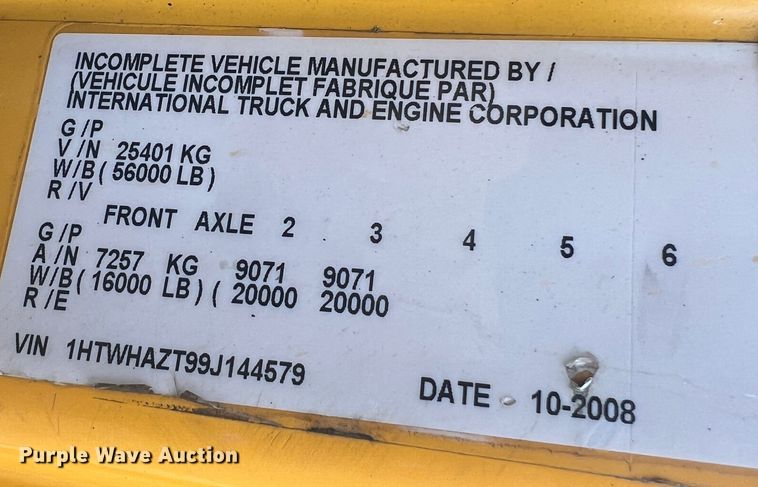 INCOMPLETE VEHICLE MANUFACTURED BY /
(VEHICULE INCOMPLET FABRIQUE PAR)
INTERNATIONAL TRUCK AND ENGINE CORPORATION
G /P
V /N 25401 KG
W/B ( 56000 LB )
R /V
FRONT AXLE 2 3 4 5 6
G /P
A /N 7257 KG 9071 9071
W/B ( 16000 LB ) ( 20000 20000
R /E
VIN 1HTWHAZT99J144579
DATE 10-2008
Purple Wave Auction